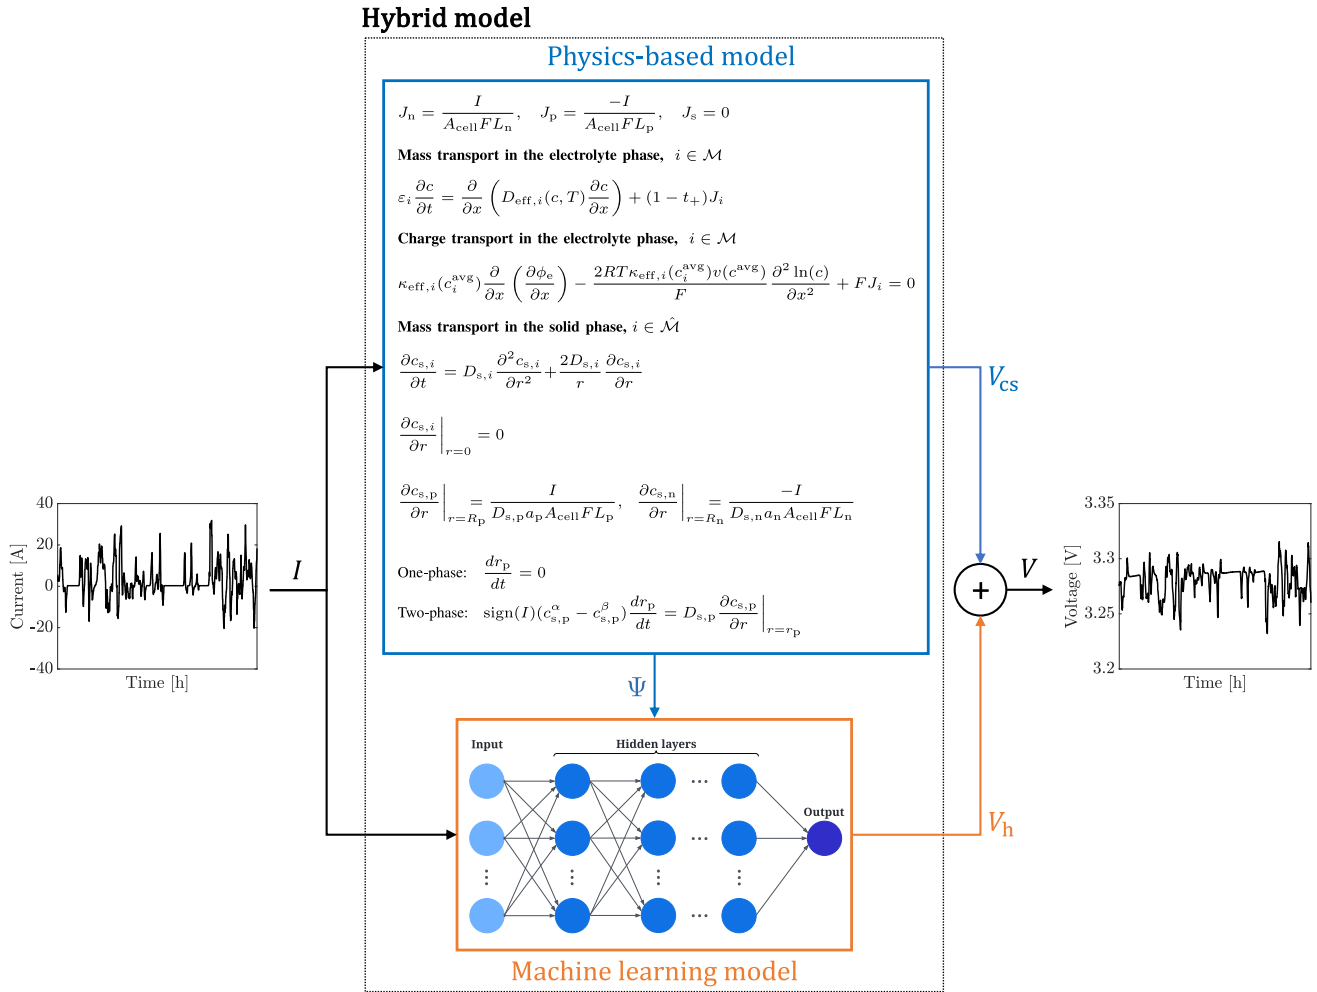 Hybrid model
Physics-based model
J_n = I / (A_cell F L_n), J_p = −I / (A_cell F L_p), J_s = 0
Mass transport in the electrolyte phase, i ∈ ℳ
ε_i ∂c/∂t = ∂/∂x (D_eff,i(c, T) ∂c/∂x) + (1 − t_+)J_i
Charge transport in the electrolyte phase, i ∈ ℳ
κ_eff,i(c_i^avg) ∂/∂x (∂ϕ_e/∂x) − (2RTκ_eff,i(c_i^avg)v(c^avg) / F) ∂² ln(c)/∂x² + FJ_i = 0
Mass transport in the solid phase, i ∈ ℳ̂
∂c_s,i/∂t = D_s,i ∂²c_s,i/∂r² + (2D_s,i / r) ∂c_s,i/∂r
∂c_s,i/∂r |_r=0 = 0
∂c_s,p/∂r |_r=R_p = I / (D_s,p a_p A_cell F L_p), ∂c_s,n/∂r |_r=R_n = −I / (D_s,n a_n A_cell F L_n)
One-phase: dr_p/dt = 0
Two-phase: sign(I)(c_s,p^α − c_s,p^β) dr_p/dt = D_s,p ∂c_s,p/∂r |_r=r_p
V_cs
40
20
0
-20
-40
Current [A]
Time [h]
I
+
V
3.35
3.3
3.25
3.2
Voltage [V]
Time [h]
Ψ
Input
Hidden layers
Output
V_h
Machine learning model